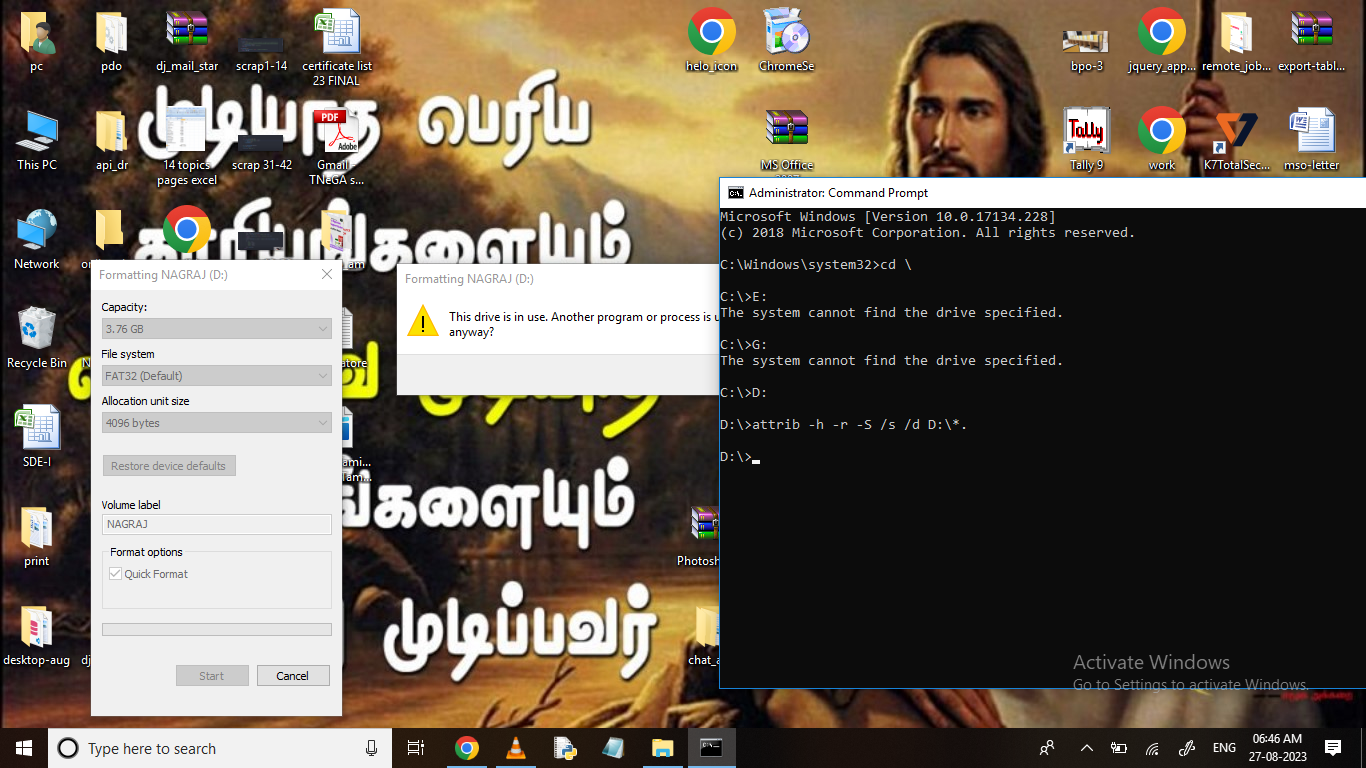 pc
pdo
dj_mail_star
scrap1-14
certificate list
23 FINAL
helo_icon
ChromeSe
bpo-3
jquery_app...
remote_job...
export-tabl...
முடியாத பெரிய
This PC
api_dr
14 topics
pages excel
scrap 31-42
Gmail -
TNeGA s...
MS Office
Tally
Tally 9
work
K7TotalSec...
mso-letter
காரியங்களையும்
Network
Recycle Bin
SDE-I
print
desktop-aug
முடிப்பவர்
Formatting NAGRAJ (D:)
Capacity:
3.76 GB
File system
FAT32 (Default)
Allocation unit size
4096 bytes
Restore device defaults
Volume label
NAGRAJ
Format options
Quick Format
Start
Cancel
Formatting NAGRAJ (D:)
This drive is in use. Another program or process is
anyway?
Administrator: Command Prompt
Microsoft Windows [Version 10.0.17134.228]
(c) 2018 Microsoft Corporation. All rights reserved.
C:\Windows\system32>cd \
C:\>E:
The system cannot find the drive specified.
C:\>G:
The system cannot find the drive specified.
C:\>D:
D:\>attrib -h -r -S /s /d D:\*.
D:\>
Activate Windows
Go to Settings to activate Windows.
Type here to search
ENG
06:46 AM
27-08-2023